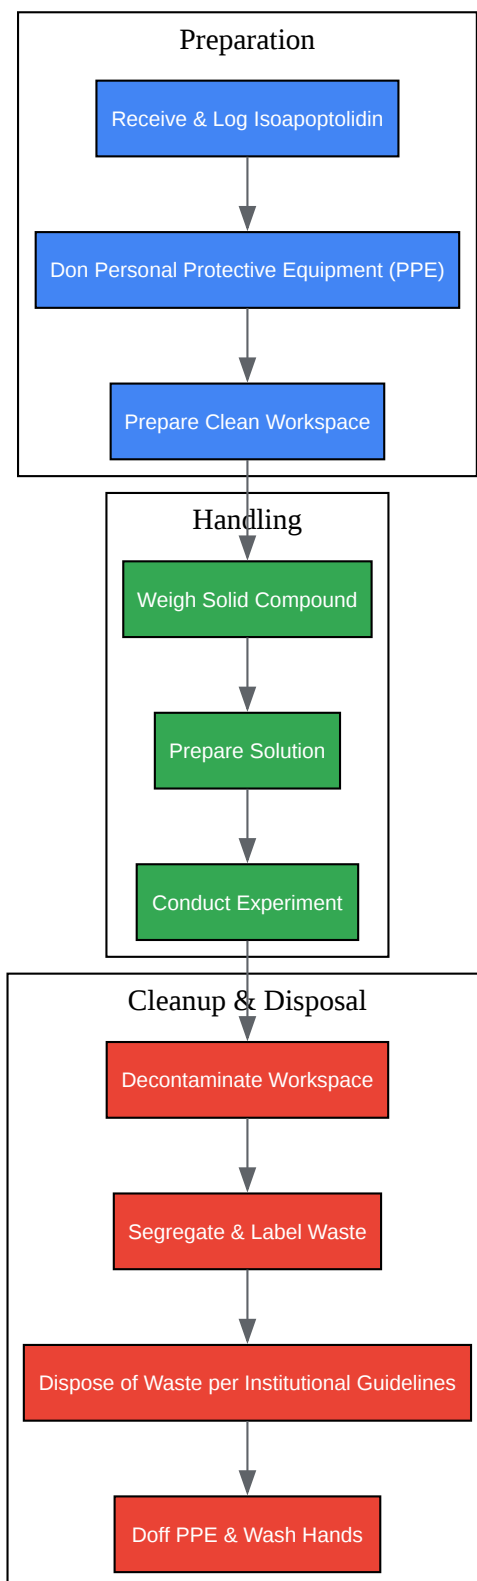 Preparation
Receive & Log Isoapoptolidin
Don Personal Protective Equipment (PPE)
Prepare Clean Workspace
Handling
Weigh Solid Compound
Prepare Solution
Conduct Experiment
Cleanup & Disposal
Decontaminate Workspace
Segregate & Label Waste
Dispose of Waste per Institutional Guidelines
Doff PPE & Wash Hands